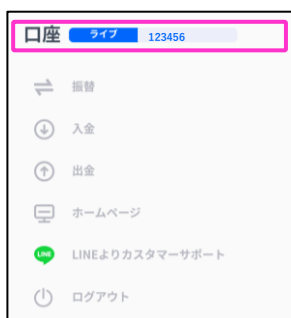 口座 ライブ 123456
振替
入金
出金
ホームページ
LINE LINEよりカスタマーサポート
ログアウト